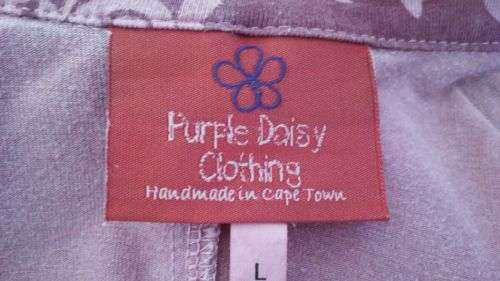 Purple Daisy
Clothing
Handmade in Cape Town
L